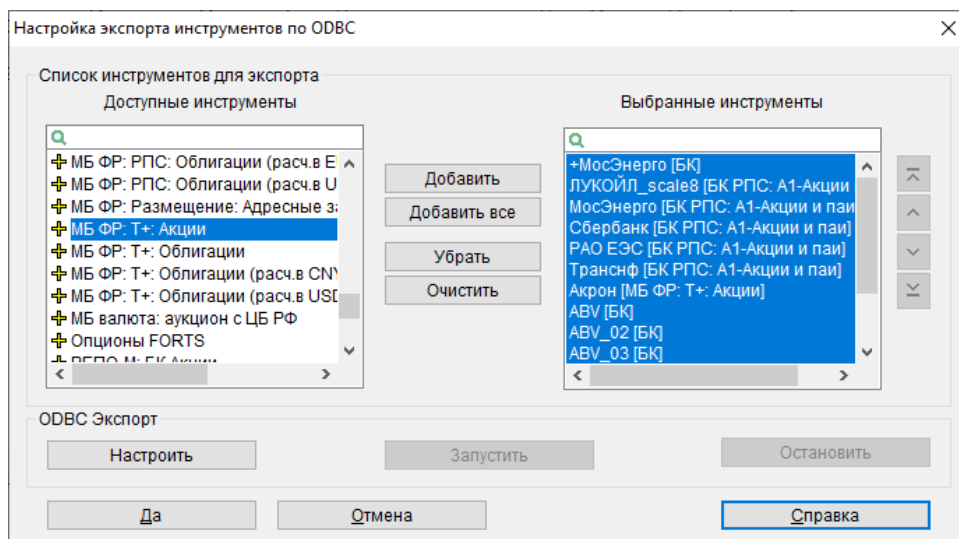 Настройка экспорта инструментов по ODBC
Список инструментов для экспорта
Доступные инструменты
МБ ФР: РПС: Облигации (расч.в Е
МБ ФР: РПС: Облигации (расч.в U
МБ ФР: Размещение: Адресные за
МБ ФР: Т+: Акции
МБ ФР: Т+: Облигации
МБ ФР: Т+: Облигации (расч.в CNY
МБ ФР: Т+: Облигации (расч.в USD
МБ валюта: аукцион с ЦБ РФ
Опционы FORTS
РЕПО-М: БК Акции
Добавить
Добавить все
Убрать
Очистить
Выбранные инструменты
+МосЭнерго [БК]
ЛУКОЙЛ_scale8 [БК РПС: А1-Акции
МосЭнерго [БК РПС: А1-Акции и паи
Сбербанк [БК РПС: А1-Акции и паи]
РАО ЕЭС [БК РПС: А1-Акции и паи]
Транснф [БК РПС: А1-Акции и паи]
Акрон [МБ ФР: Т+: Акции]
ABV [БК]
ABV_02 [БК]
ABV_03 [БК]
ODBC Экспорт
Настроить
Запустить
Остановить
Да
Отмена
Справка